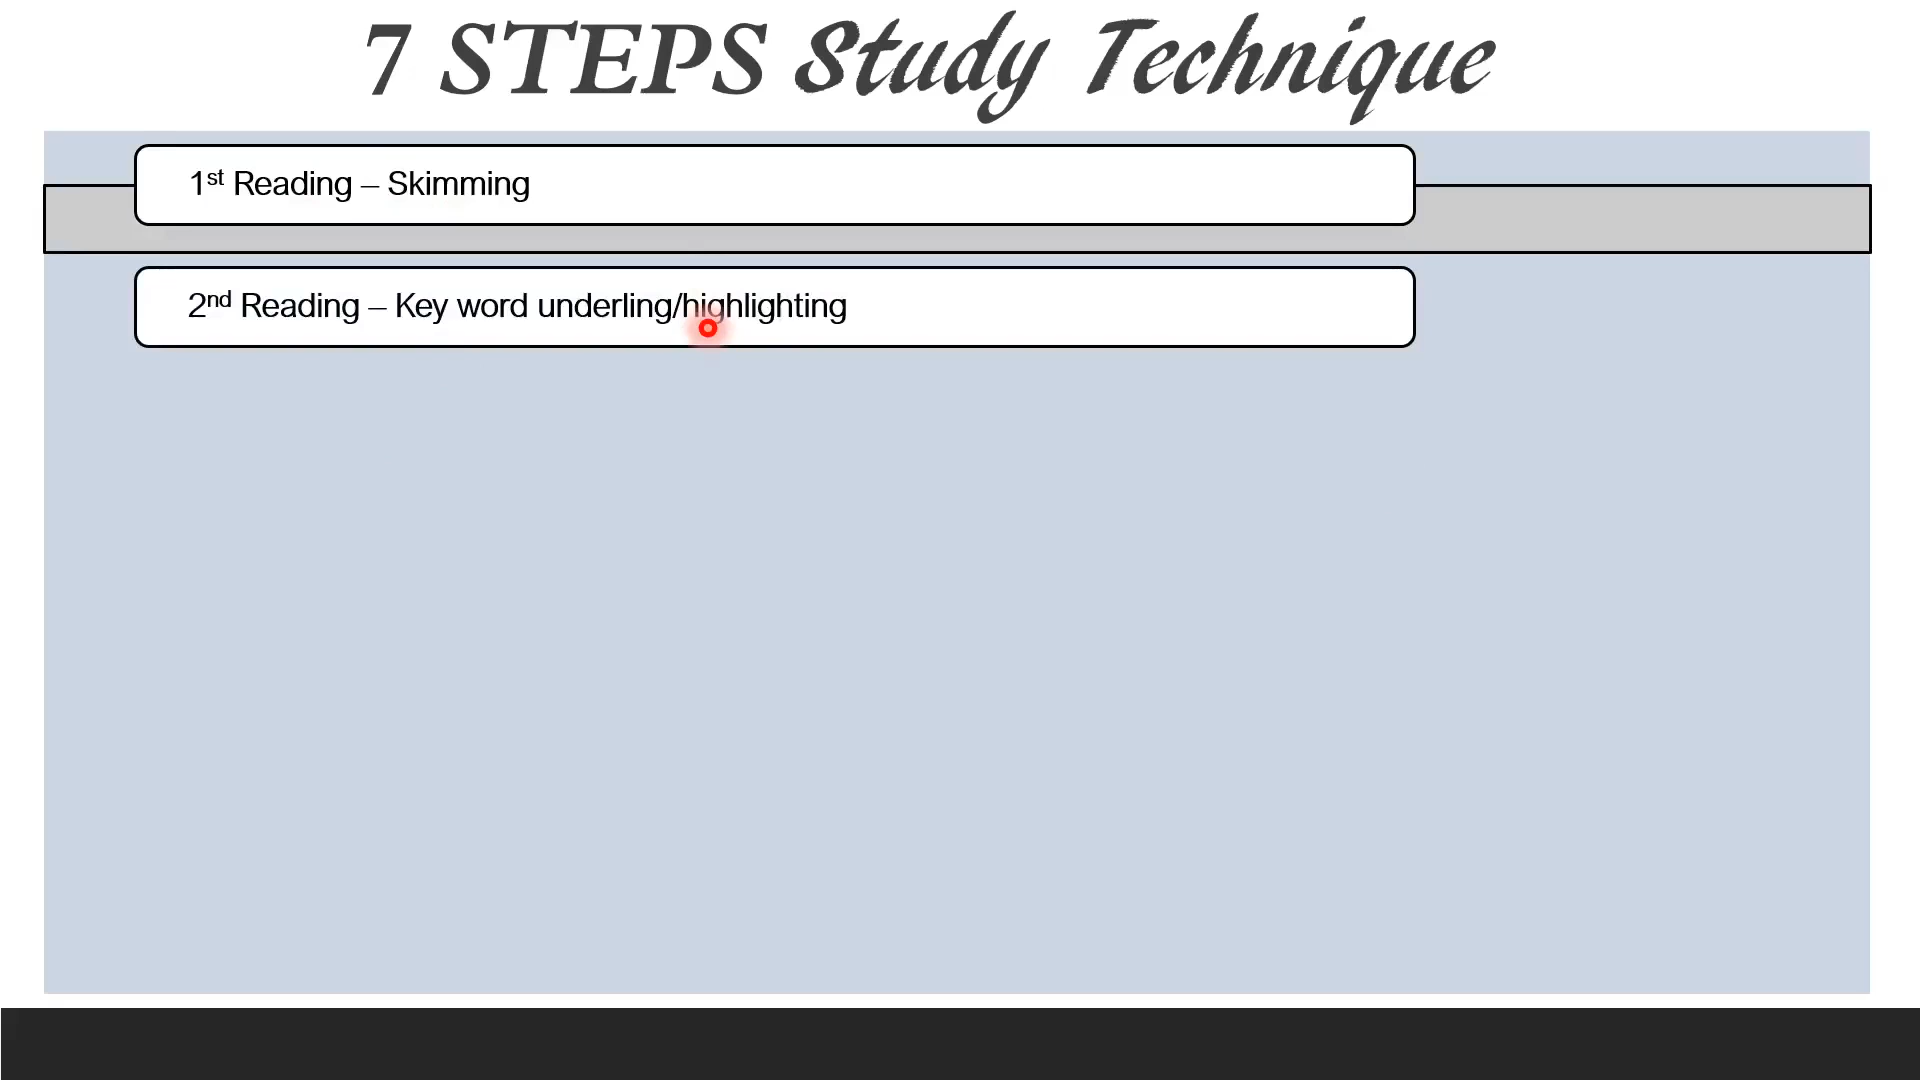 7 STEPS Study Technique
1st Reading – Skimming
2nd Reading – Key word underling/highlighting